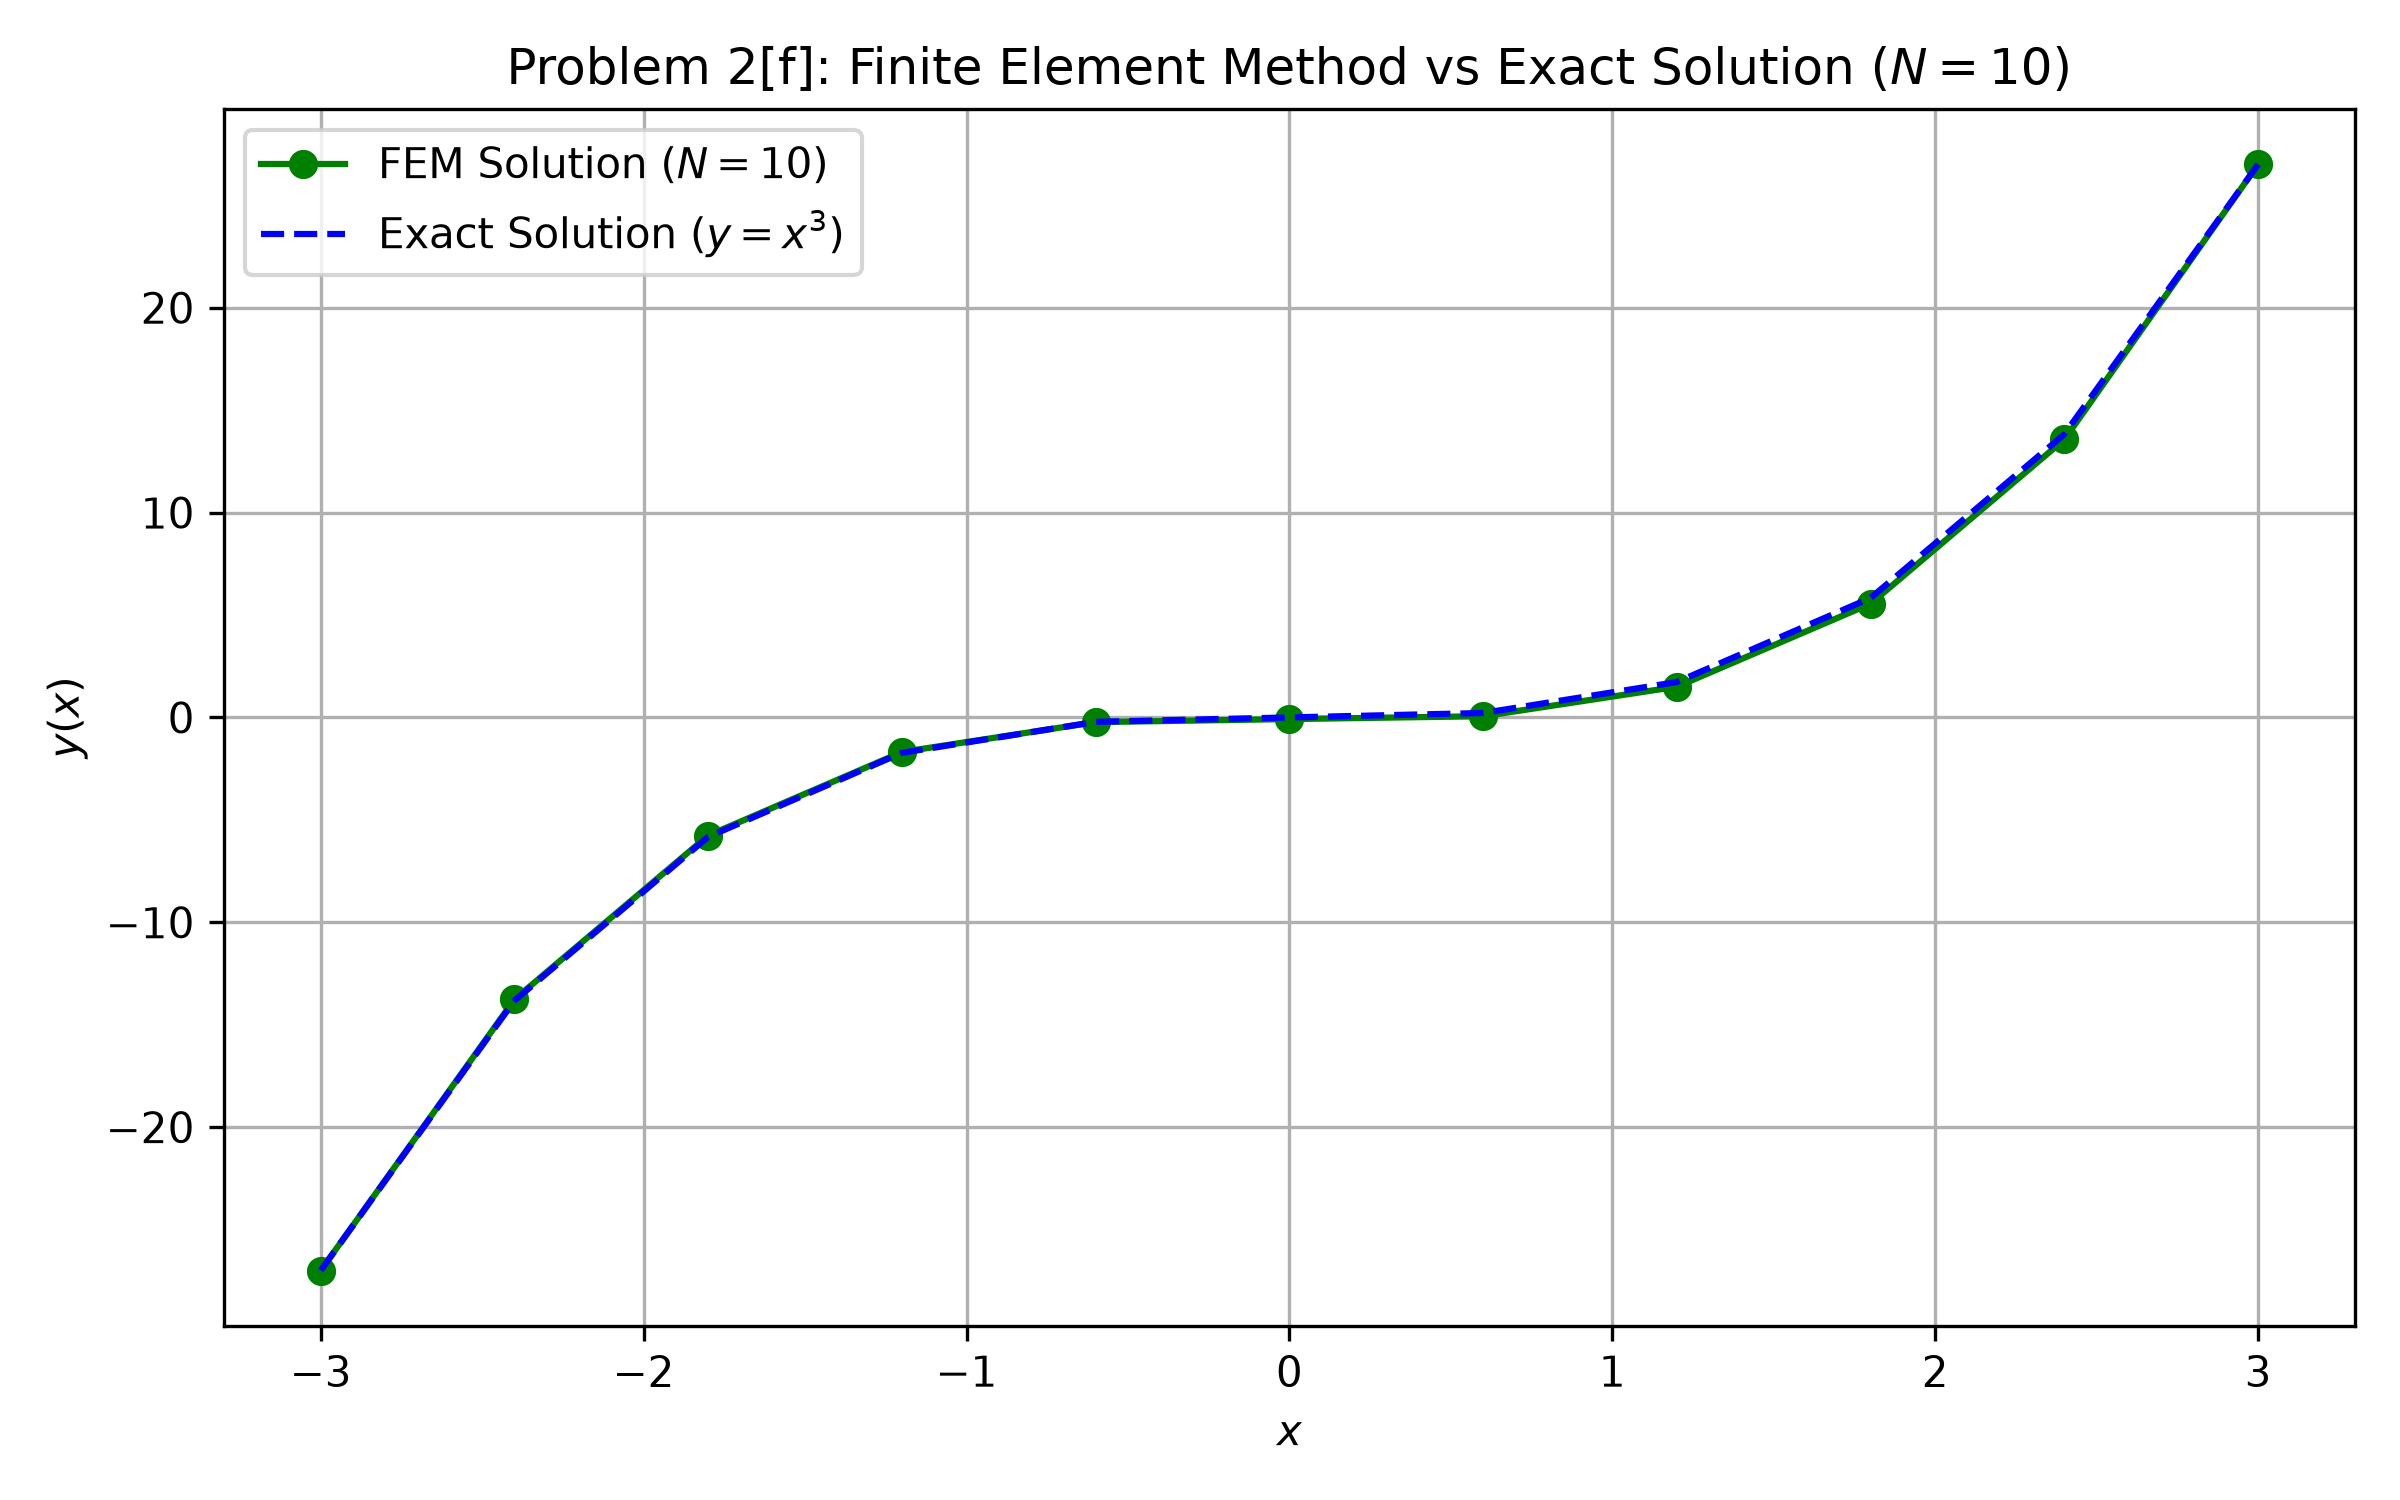 Problem 2[f]: Finite Element Method vs Exact Solution (N = 10)
FEM Solution (N = 10)
Exact Solution (y = x³)
20
10
0
−10
−20
y(x)
−3 −2 −1 0 1 2 3
x